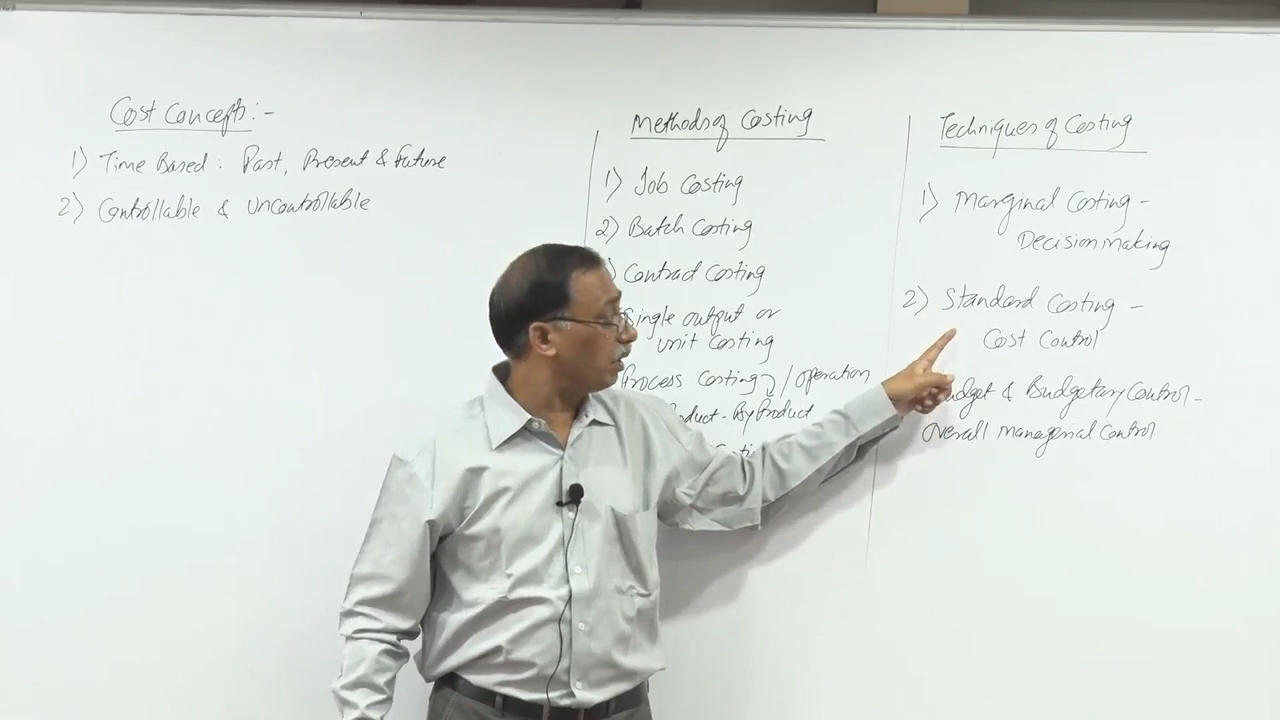 Cost Concepts:-
1) Time Based: Past, Present & Future
2) Controllable & Uncontrollable
Methods of Costing
1) Job Costing
2) Batch Costing
) Contract Costing
Single output or
unit costing
Process Costing / operation
Product - By Product
Techniques of Costing
1) Marginal Costing -
Decision making
2) Standard Costing -
Cost Control
udget & Budgetary Control -
Overall Managerial Control